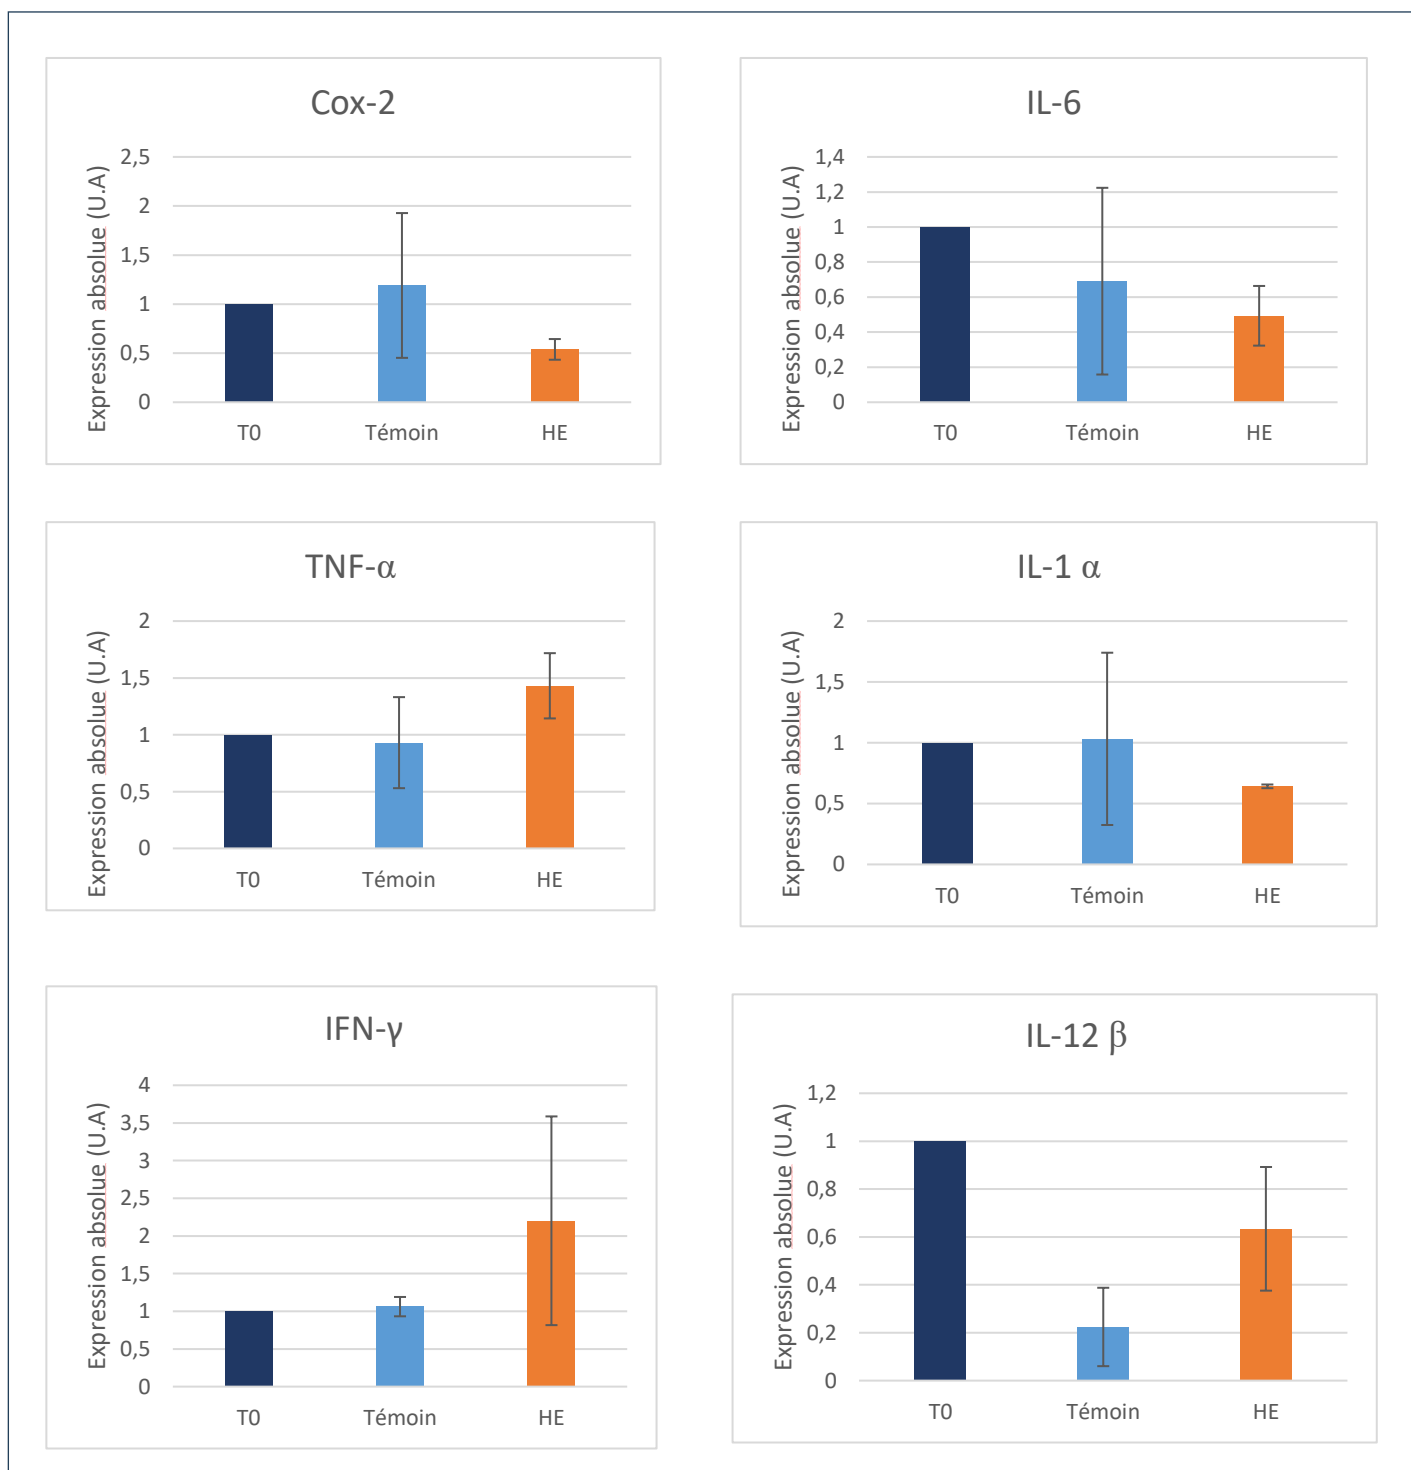 Cox-2
Expression absolue (U.A)
2,5
2
1,5
1
0,5
0
T0 Témoin HE
IL-6
Expression absolue (U.A)
1,4
1,2
1
0,8
0,6
0,4
0,2
0
T0 Témoin HE
TNF-α
Expression absolue (U.A)
2
1,5
1
0,5
0
T0 Témoin HE
IL-1 α
Expression absolue (U.A)
2
1,5
1
0,5
0
T0 Témoin HE
IFN-γ
Expression absolue (U.A)
4
3,5
3
2,5
2
1,5
1
0,5
0
T0 Témoin HE
IL-12 β
Expression absolue (U.A)
1,2
1
0,8
0,6
0,4
0,2
0
T0 Témoin HE